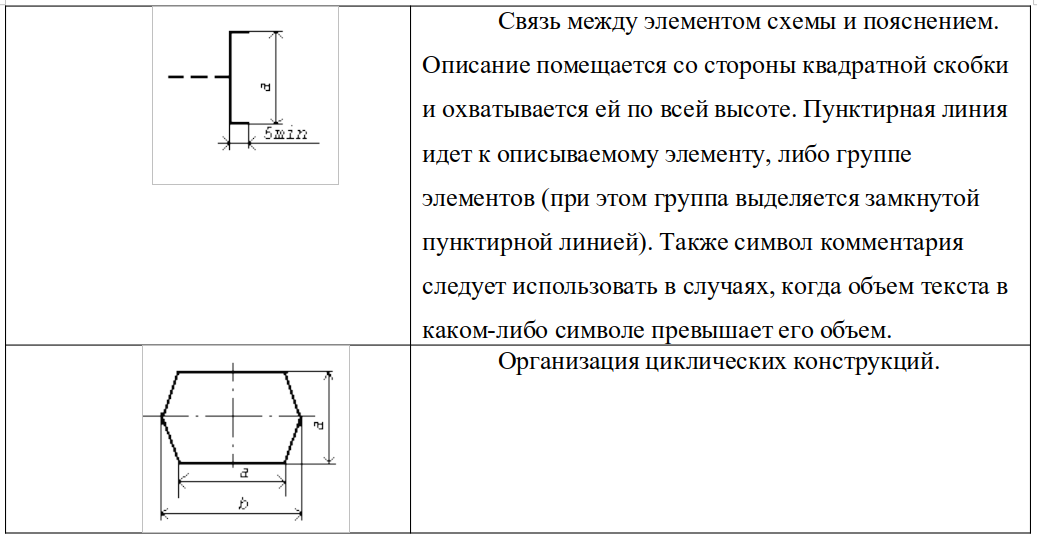 a
5min
Связь между элементом схемы и пояснением.
Описание помещается со стороны квадратной скобки
и охватывается ей по всей высоте. Пунктирная линия
идет к описываемому элементу, либо группе
элементов (при этом группа выделяется замкнутой
пунктирной линией). Также символ комментария
следует использовать в случаях, когда объем текста в
каком-либо символе превышает его объем.
a
a
b
Организация циклических конструкций.